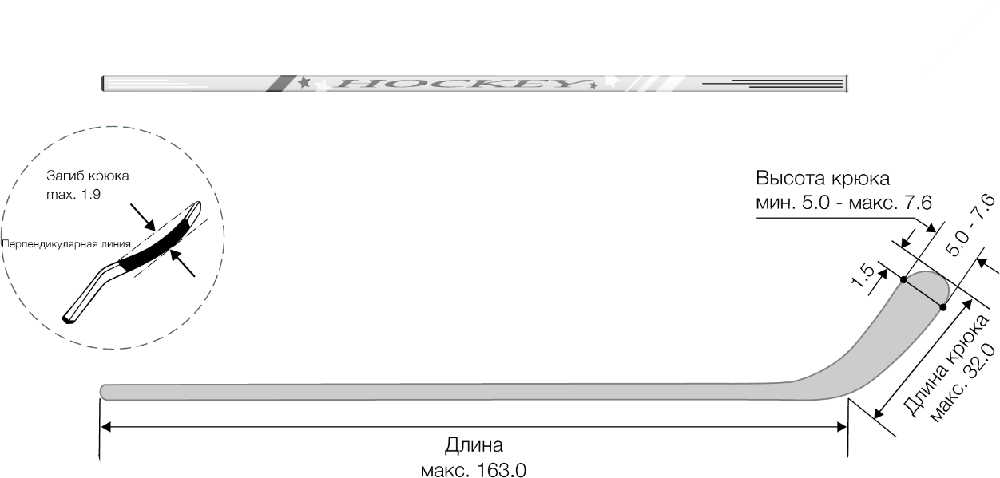 HOCKEY
Загиб крюка
max. 1.9
Перпендикулярная линия
Высота крюка
мин. 5.0 - макс. 7.6
5.0 - 7.6
1.5
Длина крюка
макс. 32.0
Длина
макс. 163.0